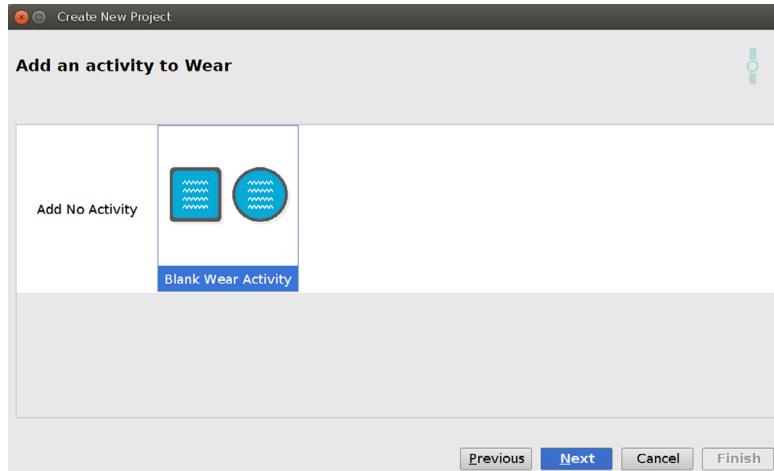 Create New Project
Add an activity to Wear
Add No Activity
Blank Wear Activity
Previous Next Cancel Finish